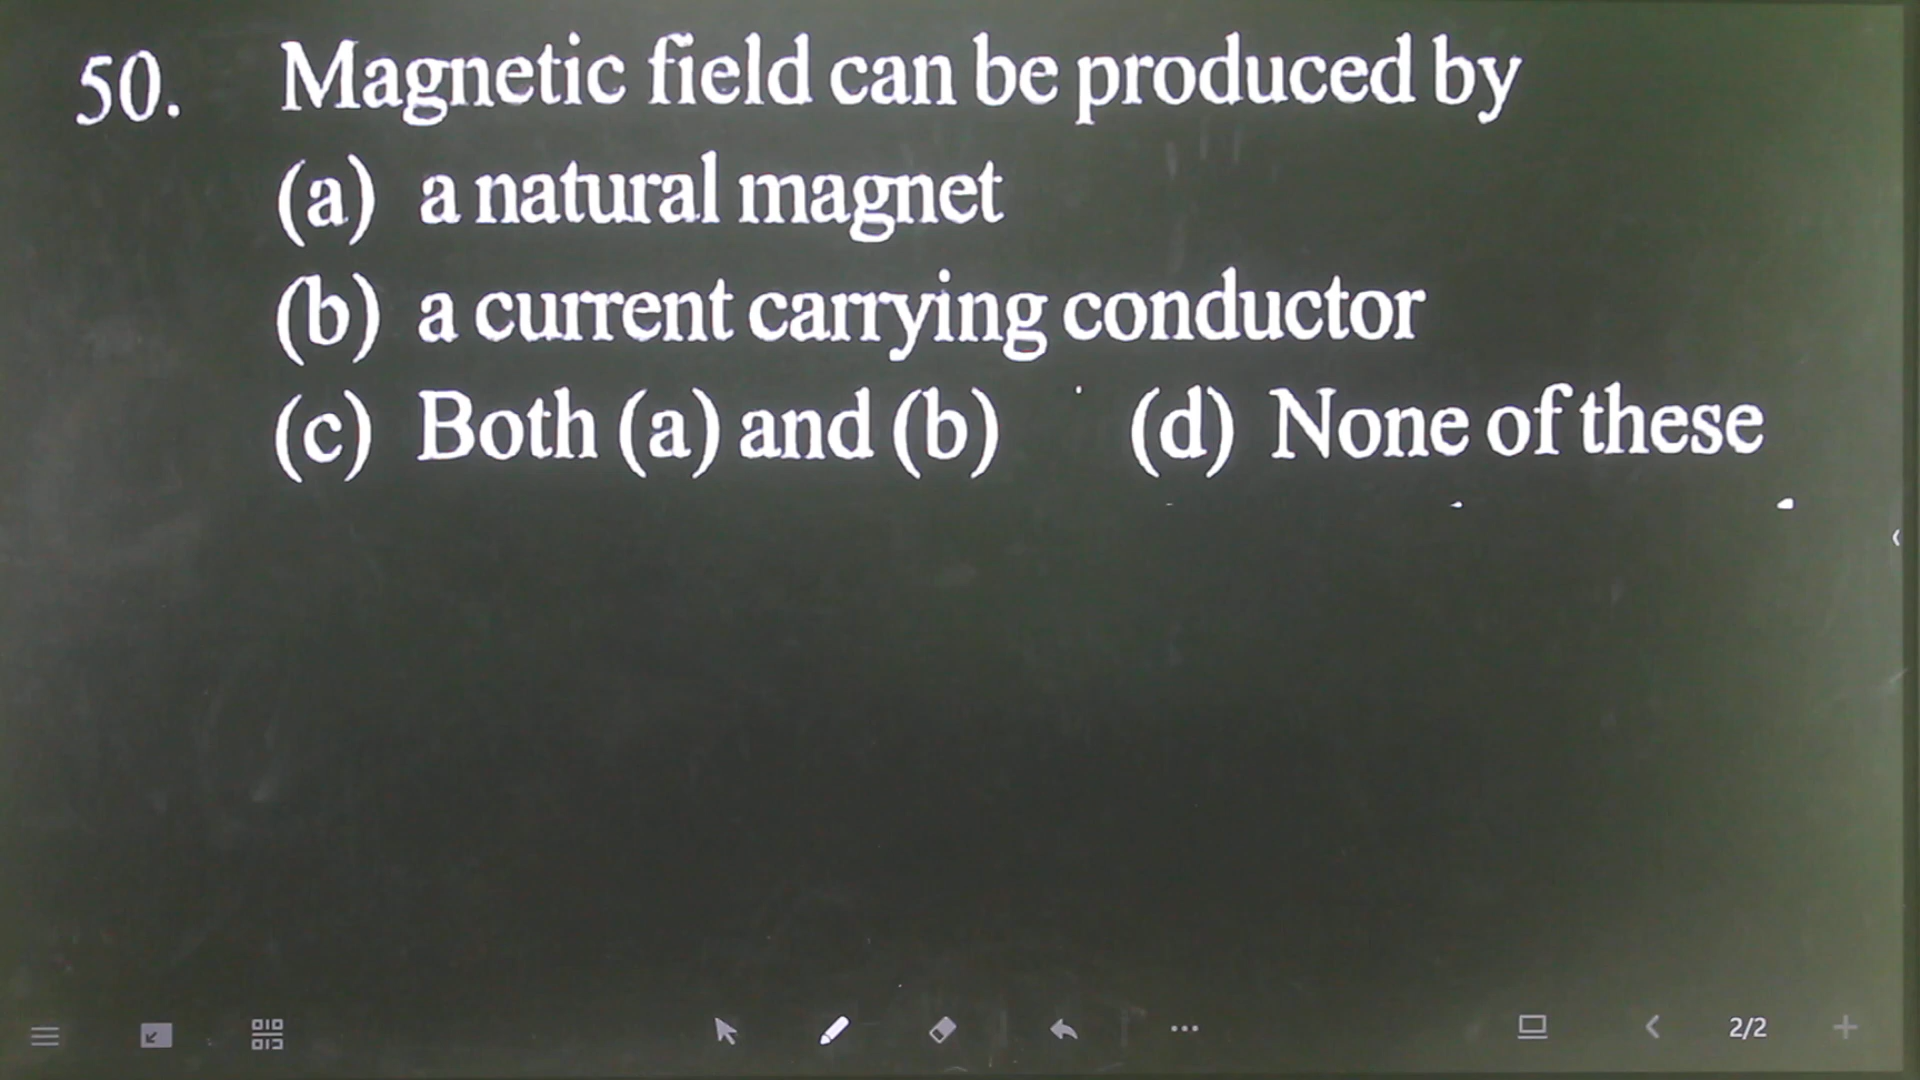 50. Magnetic field can be produced by
(a) a natural magnet
(b) a current carrying conductor
(c) Both (a) and (b) (d) None of these
2/2